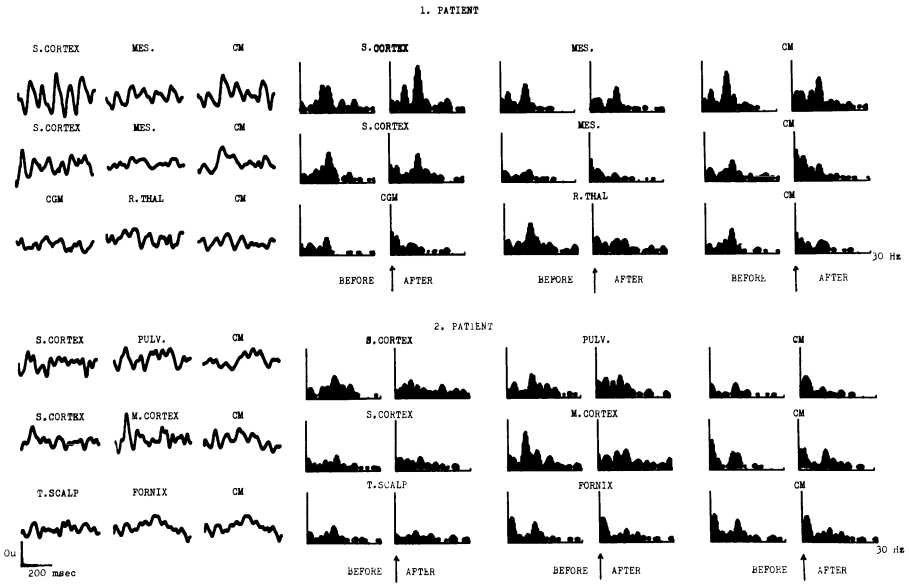 1. PATIENT
S.CORTEX MES. CM S.CORTEX MES. CM
S.CORTEX MES. CM S.CORTEX MES. CM
CGM R.THAL CM CGM R.THAL CM
30 Hz
BEFORE AFTER BEFORE AFTER BEFORE AFTER
2. PATIENT
S.CORTEX PULV. CM S.CORTEX PULV. CM
S.CORTEX M.CORTEX CM S.CORTEX M.CORTEX CM
T.SCALP FORNIX CM T.SCALP FORNIX CM
Ou 30 Hz
200 msec BEFORE AFTER BEFORE AFTER BEFORE AFTER